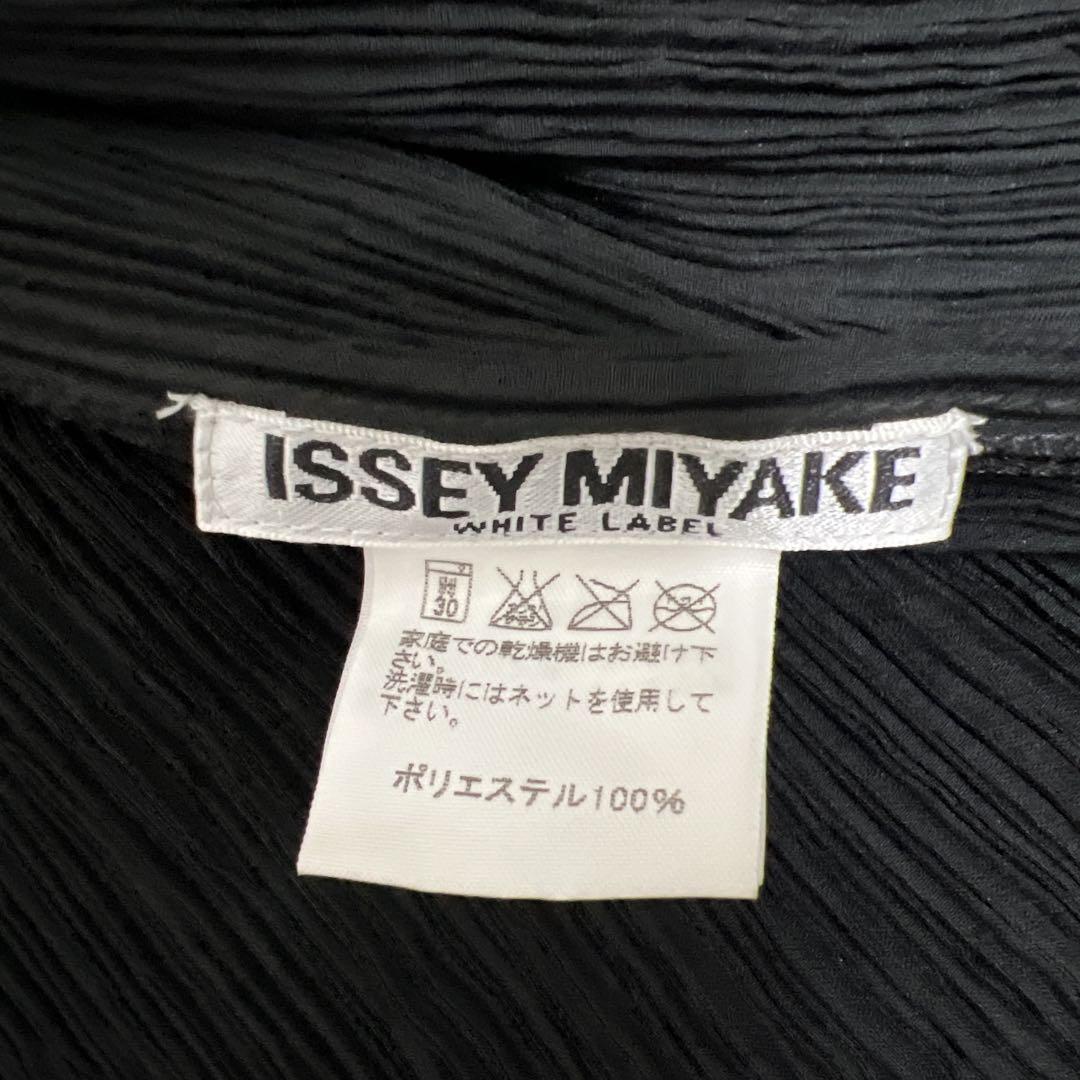 ISSEY MIYAKE
WHITE LABEL
弱
30
家庭での乾燥機はお避け下
さい。
洗濯時にはネットを使用して
下さい。
ポリエステル100%